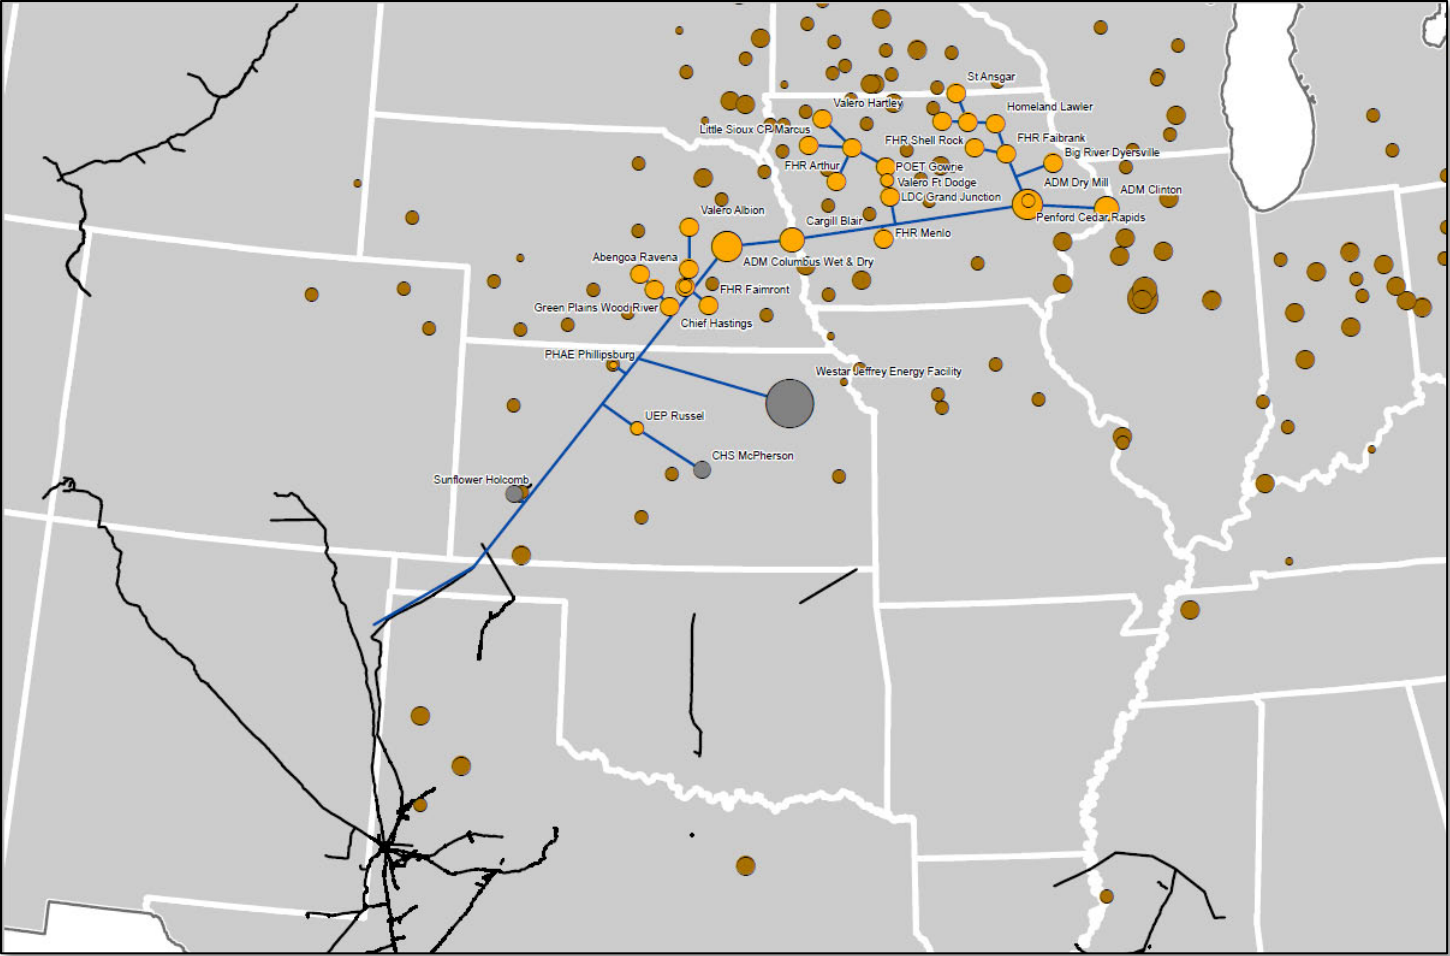 St Ansgar
Valero Hartley
Homeland Lawler
Little Sioux CP Marcus
FHR Shell Rock
FHR Faibrank
Big River Dyersville
FHR Arthur
POET Gowrie
Valero Ft Dodge
ADM Dry Mill
ADM Clinton
LDC Grand Junction
Valero Albion
Cargill Blair
Penford Cedar Rapids
FHR Menlo
Abengoa Ravena
ADM Columbus Wet & Dry
FHR Faimront
Green Plains Wood River
Chief Hastings
PHAE Phillipsburg
Westar Jeffrey Energy Facility
UEP Russel
CHS McPherson
Sunflower Holcomb